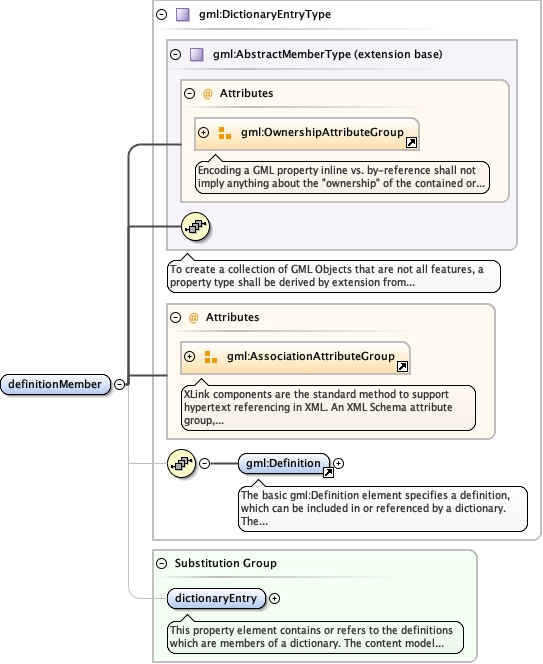 gml:DictionaryEntryType
gml:AbstractMemberType (extension base)
@ Attributes
gml:OwnershipAttributeGroup
Encoding a GML property inline vs. by-reference shall not
imply anything about the "ownership" of the contained or...
To create a collection of GML Objects that are not all features, a
property type shall be derived by extension from...
@ Attributes
gml:AssociationAttributeGroup
definitionMember
XLink components are the standard method to support
hypertext referencing in XML. An XML Schema attribute
group,...
gml:Definition
The basic gml:Definition element specifies a definition,
which can be included in or referenced by a dictionary.
The...
Substitution Group
dictionaryEntry
This property element contains or refers to the definitions
which are members of a dictionary. The content model...